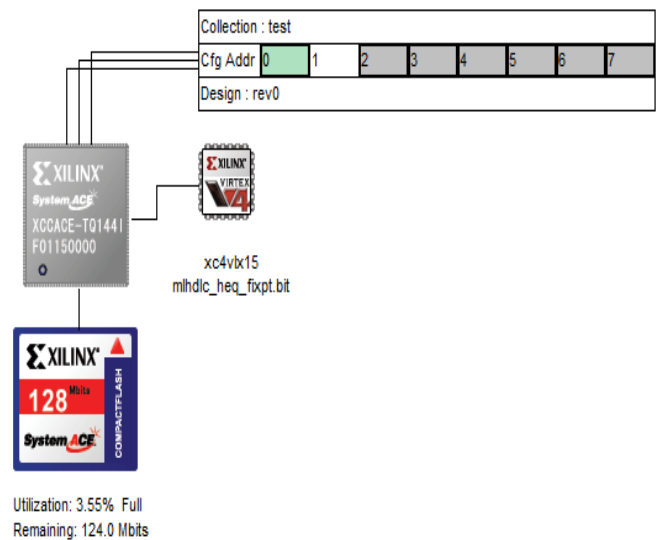 Collection : test
Cfg Addr 0 1 2 3 4 5 6 7
Design : rev0
XILINX®
System ACE
XCCACE-TQ144I
F01150000
XILINX®
VIRTEX
4
xc4vlx15
mlhdlc_heq_fixpt.bit
XILINX®
128 Mbits
System ACE
COMPACTFLASH
Utilization: 3.55% Full
Remaining: 124.0 Mbits